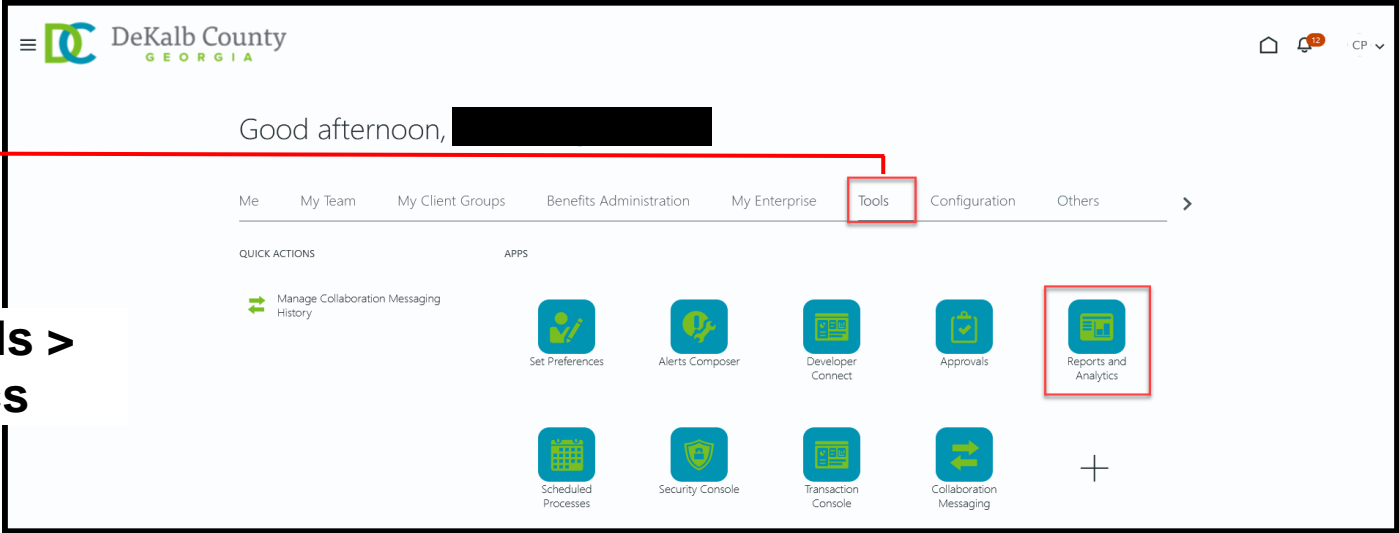 DeKalb County
GEORGIA
12
CP
Good afternoon,
Me My Team My Client Groups Benefits Administration My Enterprise Tools Configuration Others
QUICK ACTIONS
APPS
Manage Collaboration Messaging
History
Set Preferences
Alerts Composer
Developer
Connect
Approvals
Reports and
Analytics
Scheduled
Processes
Security Console
Transaction
Console
Collaboration
Messaging
>